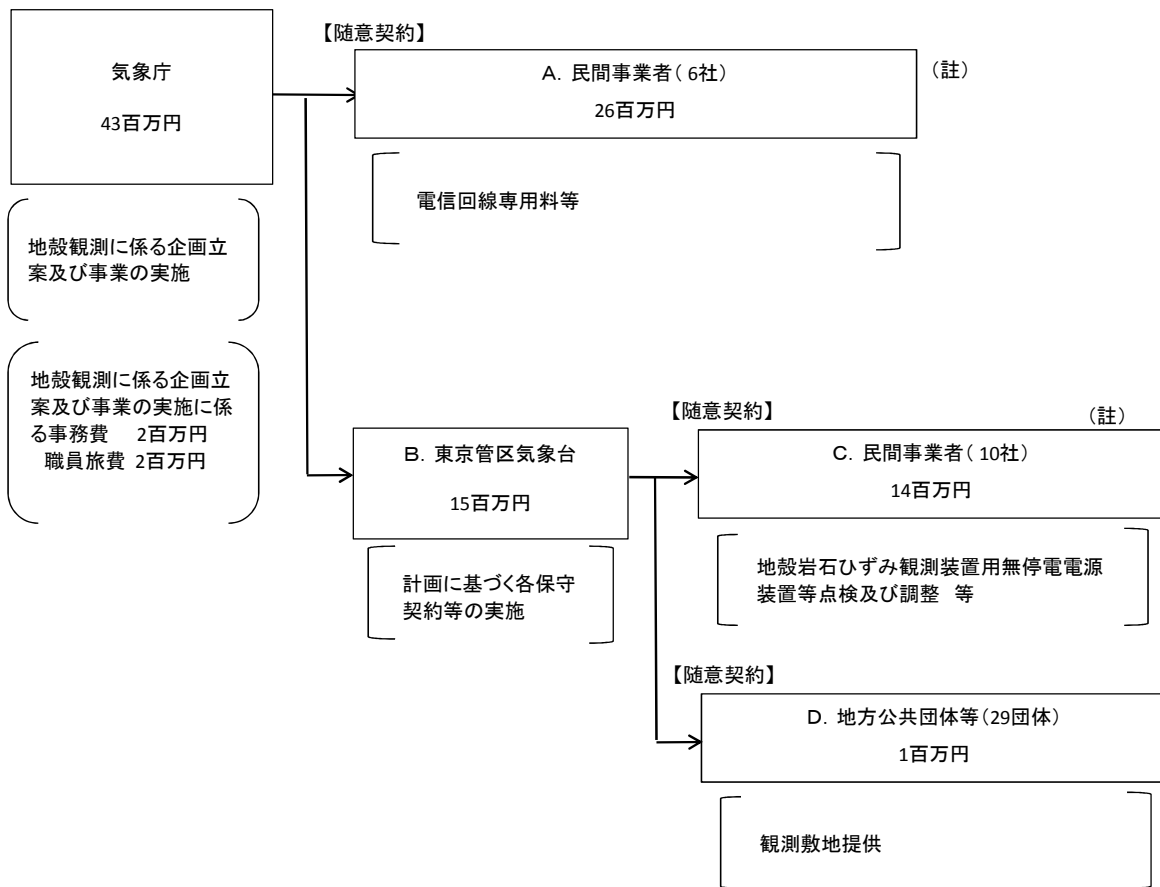 気象庁
43百万円
地殻観測に係る企画立
案及び事業の実施
地殻観測に係る企画立
案及び事業の実施に係
る事務費　2百万円
職員旅費 2百万円
【随意契約】
A．民間事業者（ 6社）
26百万円
（註）
電信回線専用料等
B．東京管区気象台
15百万円
計画に基づく各保守
契約等の実施
【随意契約】
（註）
C．民間事業者（ 10社）
14百万円
地殻岩石ひずみ観測装置用無停電電源
装置等点検及び調整　等
【随意契約】
D．地方公共団体等（29団体）
1百万円
観測敷地提供